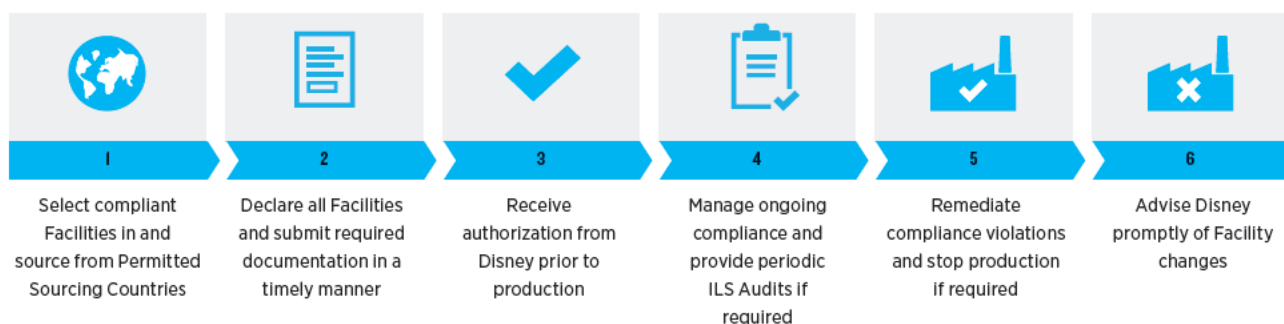 1
2
3
4
5
6
Select compliant
Facilities in and
source from Permitted
Sourcing Countries
Declare all Facilities
and submit required
documentation in a
timely manner
Receive
authorization from
Disney prior to
production
Manage ongoing
compliance and
provide periodic
ILS Audits if
required
Remediate
compliance violations
and stop production
if required
Advise Disney
promptly of Facility
changes